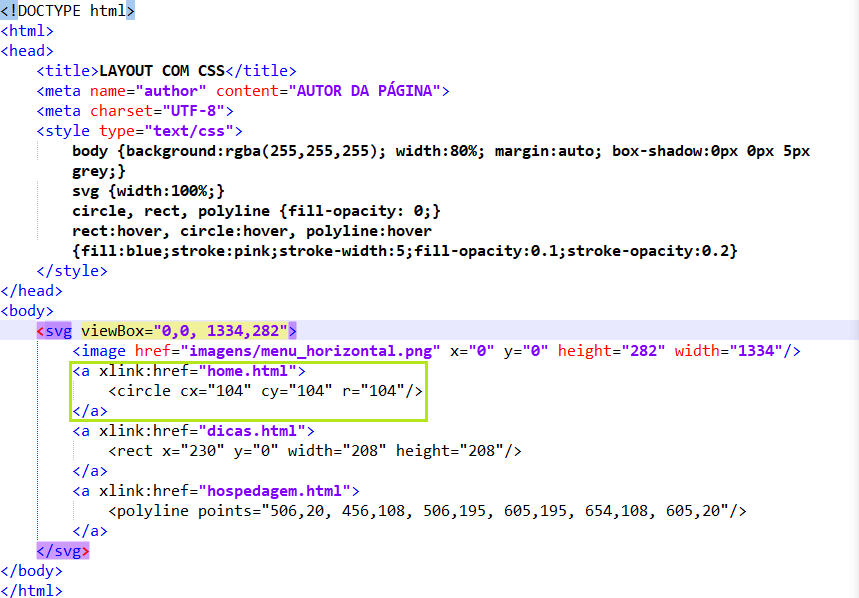 <!DOCTYPE html>
<html>
<head>
<title>LAYOUT COM CSS</title>
<meta name="author" content="AUTOR DA PÁGINA">
<meta charset="UTF-8">
<style type="text/css">
body {background:rgba(255,255,255); width:80%; margin:auto; box-shadow:0px 0px 5px
grey;}
svg {width:100%;}
circle, rect, polyline {fill-opacity: 0;}
rect:hover, circle:hover, polyline:hover
{fill:blue;stroke:pink;stroke-width:5;fill-opacity:0.1;stroke-opacity:0.2}
</style>
</head>
<body>
<svg viewBox="0,0, 1334,282">
<image href="imagens/menu_horizontal.png" x="0" y="0" height="282" width="1334"/>
<a xlink:href="home.html">
<circle cx="104" cy="104" r="104"/>
</a>
<a xlink:href="dicas.html">
<rect x="230" y="0" width="208" height="208"/>
</a>
<a xlink:href="hospedagem.html">
<polyline points="506,20, 456,108, 506,195, 605,195, 654,108, 605,20"/>
</a>
</svg>
</body>
</html>